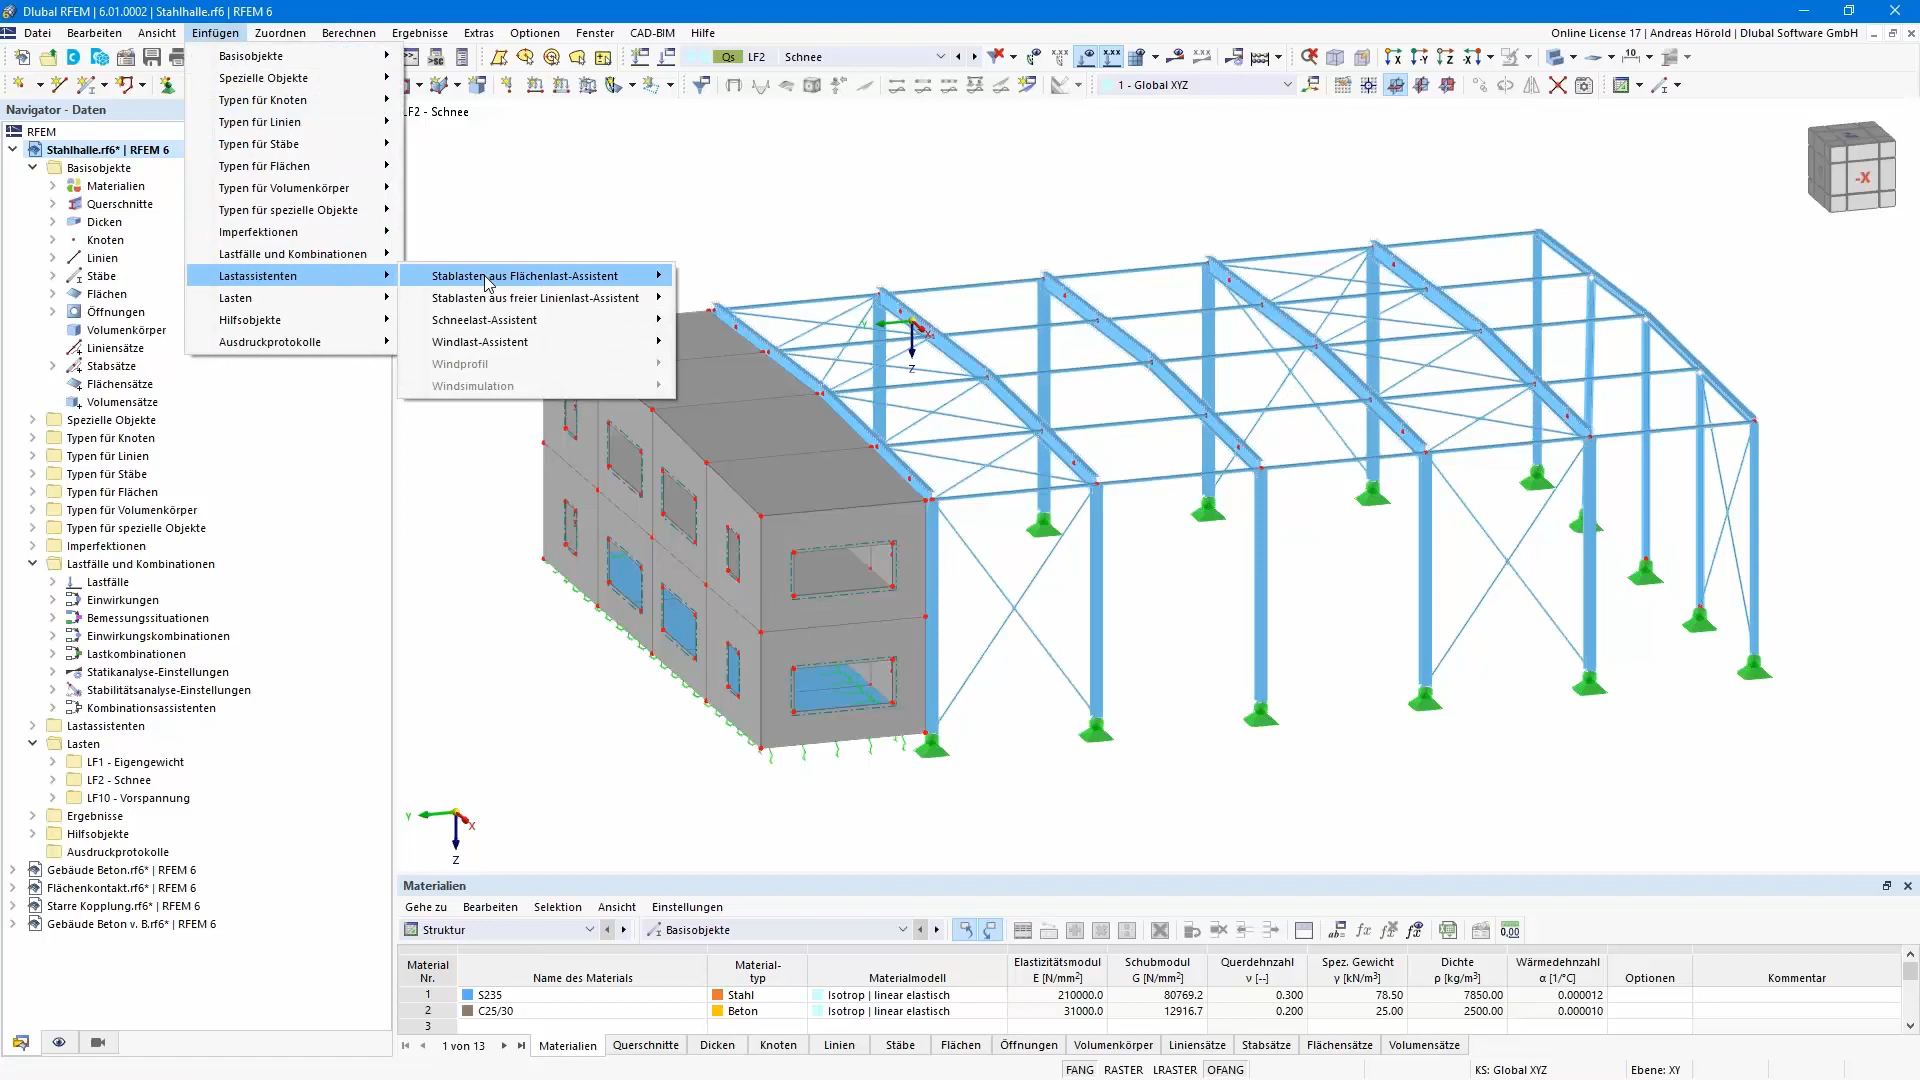 Dlubal RFEM | 6.01.0002 | Stahlhalle.rf6 | RFEM 6
Datei Bearbeiten Ansicht Einfügen Zuordnen Berechnen Ergebnisse Extras Optionen Fenster CAD-BIM Hilfe
Online License 17 | Andreas Hörold | Dlubal Software GmbH
Qs LF2 Schnee
1 - Global XYZ
Navigator - Daten
LF2 - Schnee
RFEM
Stahlhalle.rf6* | RFEM 6
Basisobjekte
Materialien
Querschnitte
Dicken
Knoten
Linien
Stäbe
Flächen
Öffnungen
Volumenkörper
Liniensätze
Stabsätze
Flächensätze
Volumensätze
Spezielle Objekte
Typen für Knoten
Typen für Linien
Typen für Stäbe
Typen für Flächen
Typen für Volumenkörper
Typen für spezielle Objekte
Imperfektionen
Lastfälle und Kombinationen
Lastfälle
Einwirkungen
Bemessungssituationen
Einwirkungskombinationen
Lastkombinationen
Statikanalyse-Einstellungen
Stabilitätsanalyse-Einstellungen
Kombinationsassistenten
Lastassistenten
Lasten
LF1 - Eigengewicht
LF2 - Schnee
LF10 - Vorspannung
Ergebnisse
Hilfsobjekte
Ausdruckprotokolle
Gebäude Beton.rf6* | RFEM 6
Flächenkontakt.rf6* | RFEM 6
Starre Kopplung.rf6* | RFEM 6
Gebäude Beton v. B.rf6* | RFEM 6
Basisobjekte
Spezielle Objekte
Typen für Knoten
Typen für Linien
Typen für Stäbe
Typen für Flächen
Typen für Volumenkörper
Typen für spezielle Objekte
Imperfektionen
Lastfälle und Kombinationen
Lastassistenten
Lasten
Hilfsobjekte
Ausdruckprotokolle
Stablasten aus Flächenlast-Assistent
Stablasten aus freier Linienlast-Assistent
Schneelast-Assistent
Windlast-Assistent
Windprofil
Windsimulation
-X
Y X
Z
Y X
Z
Materialien
Gehe zu Bearbeiten Selektion Ansicht Einstellungen
Struktur Basisobjekte
Material Nr. Name des Materials Material-typ Materialmodell Elastizitätsmodul E [N/mm²] Schubmodul G [N/mm²] Querdehnzahl ν [--] Spez. Gewicht γ [kN/m³] Dichte ρ [kg/m³] Wärmedehnzahl α [1/°C] Optionen Kommentar
1 S235 Stahl Isotrop | linear elastisch 210000.0 80769.2 0.300 78.50 7850.00 0.000012
2 C25/30 Beton Isotrop | linear elastisch 31000.0 12916.7 0.200 25.00 2500.00 0.000010
3
1 von 13 Materialien Querschnitte Dicken Knoten Linien Stäbe Flächen Öffnungen Volumenkörper Liniensätze Stabsätze Flächensätze Volumensätze
FANG RASTER LRASTER OFANG KS: Global XYZ Ebene: XY